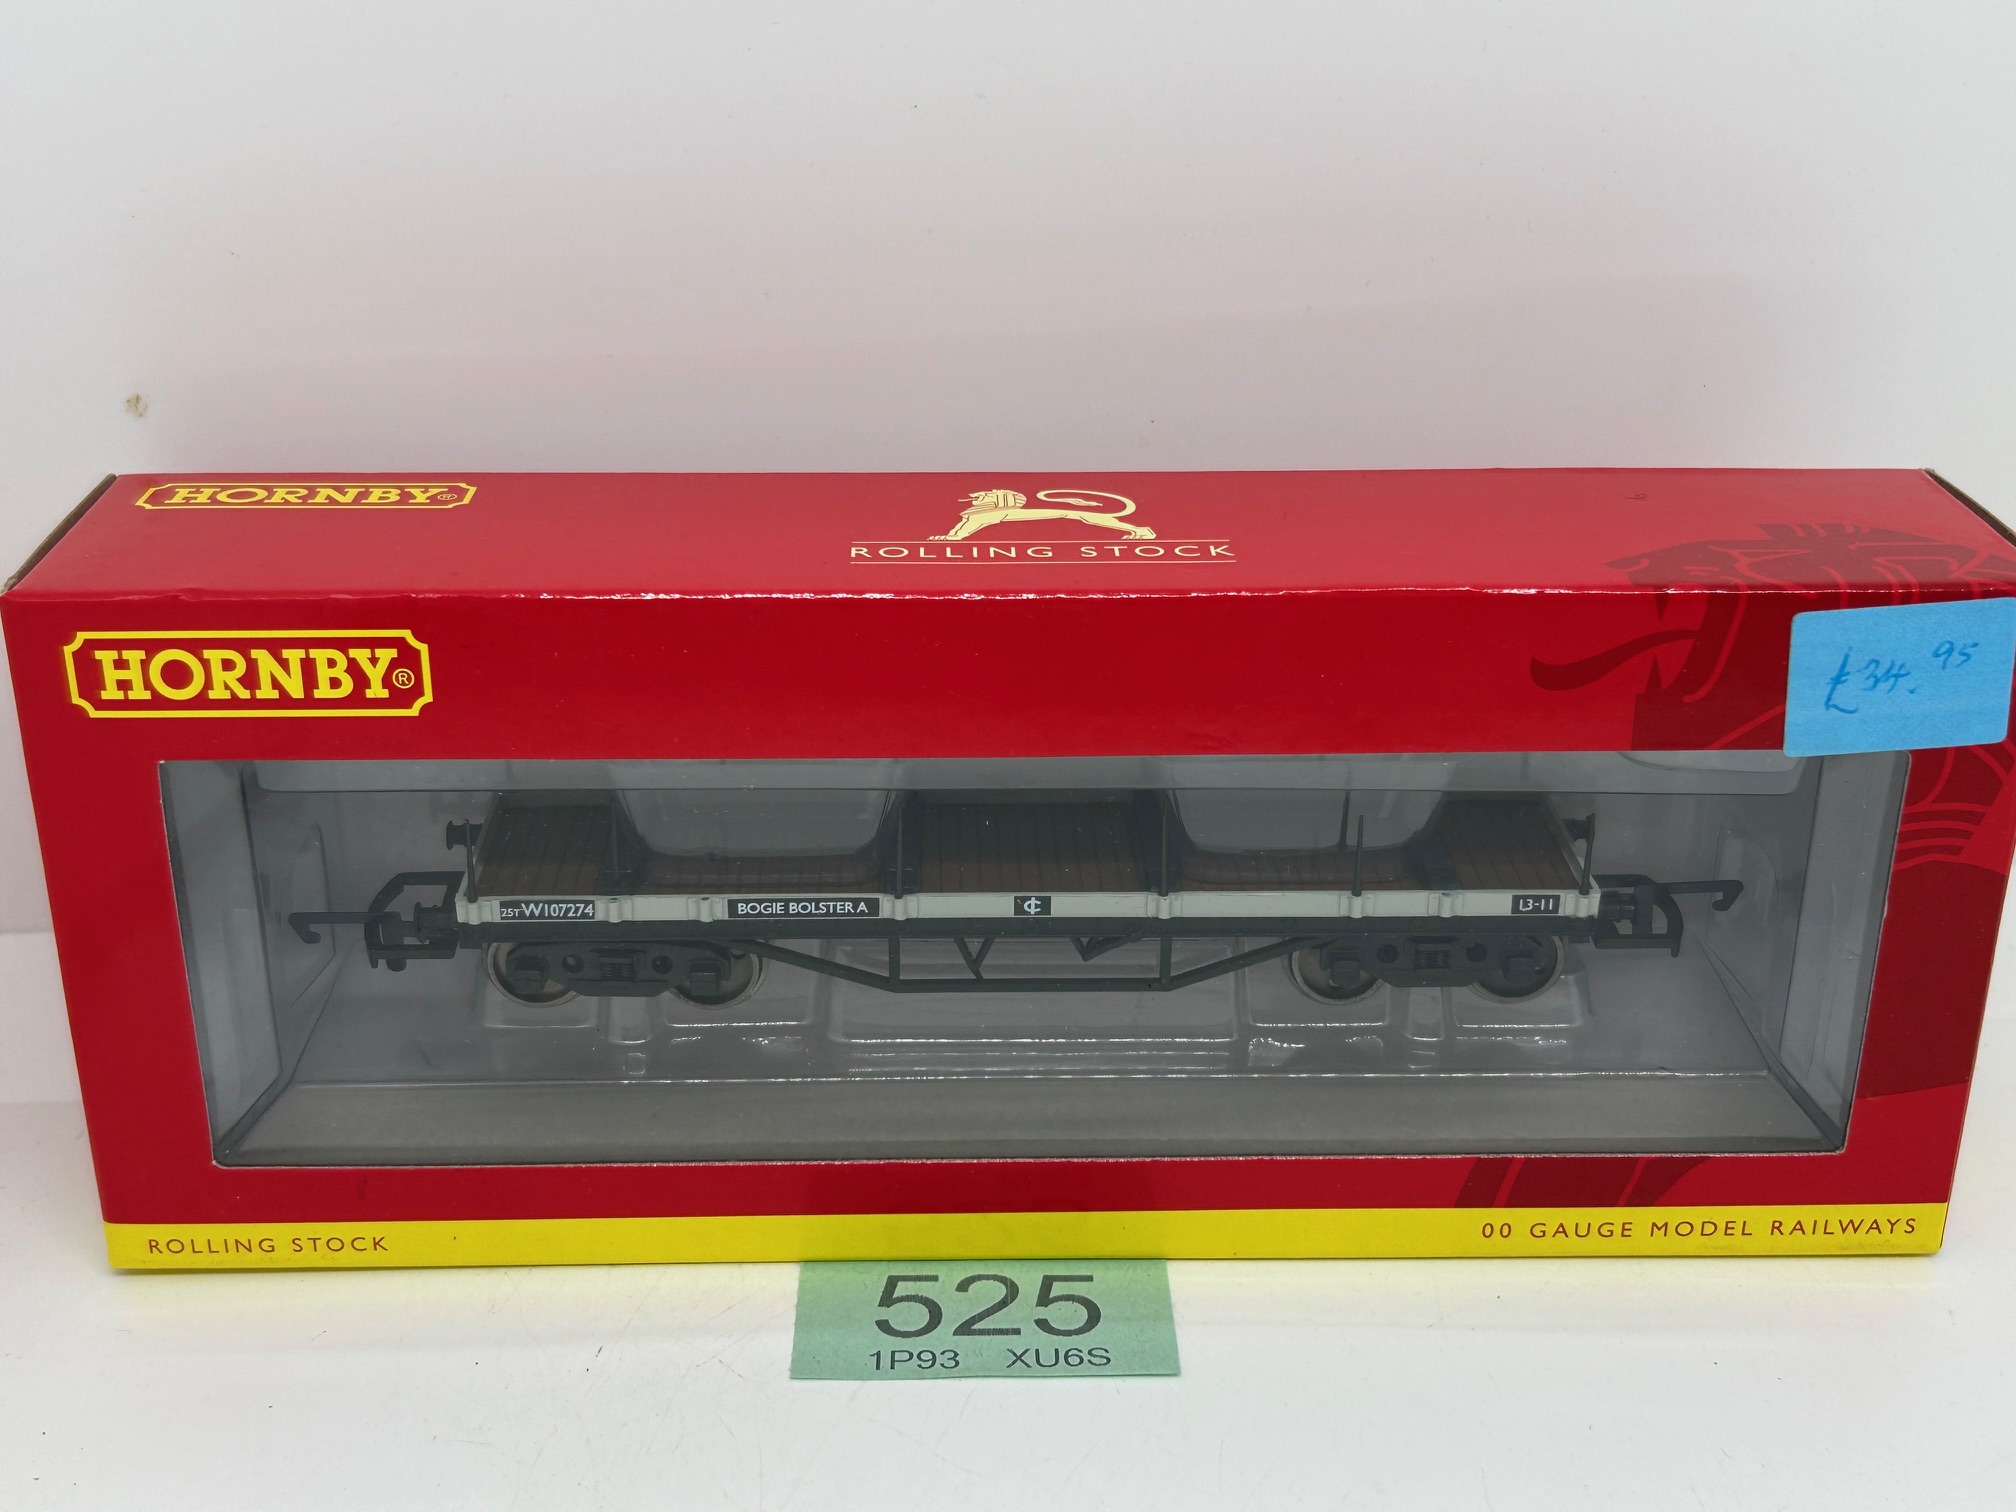 HORNBY®
ROLLING STOCK
HORNBY®
£34.95
25T W107274 BOGIE BOLSTER A ₵ 13-11
ROLLING STOCK 00 GAUGE MODEL RAILWAYS
525
1P93 XU6S